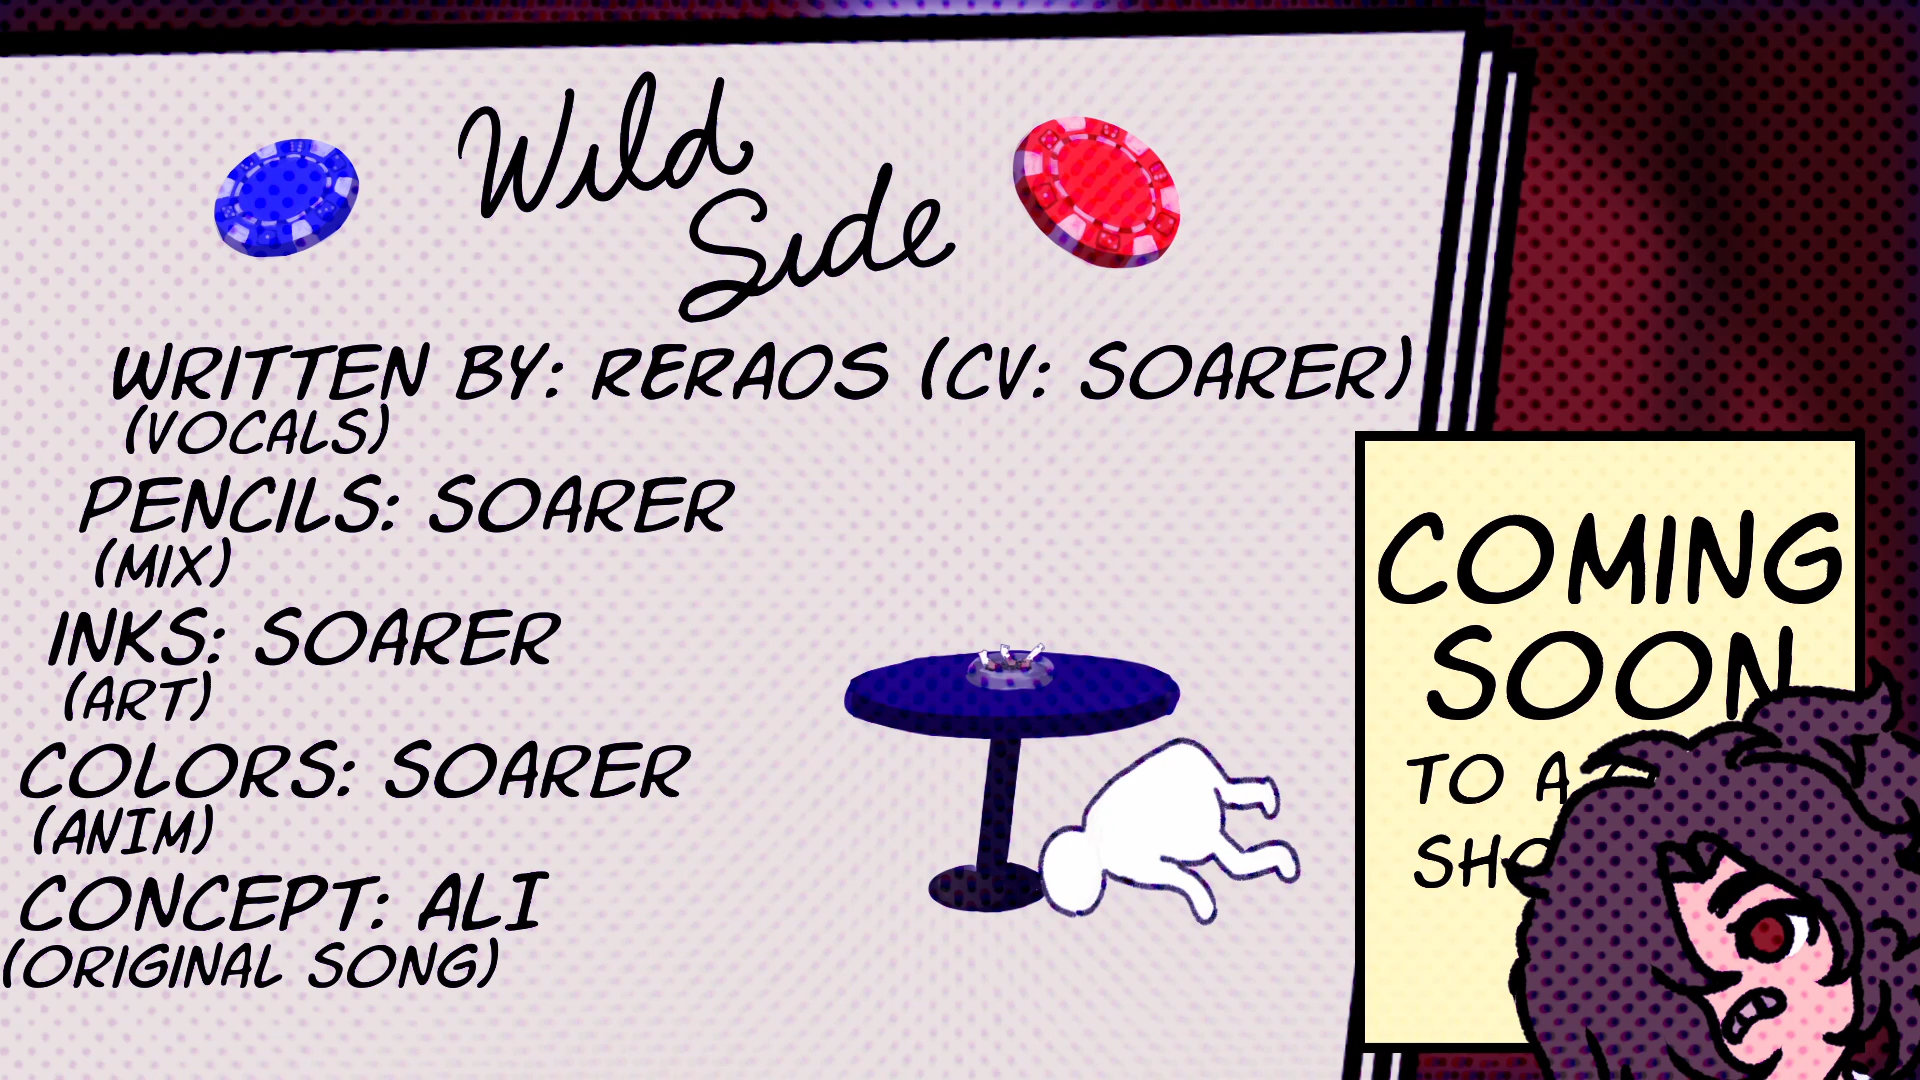 Wild
Side
WRITTEN BY: RERAOS (CV: SOARER)
(VOCALS)
PENCILS: SOARER
(MIX)
INKS: SOARER
(ART)
COLORS: SOARER
(ANIM)
CONCEPT: ALI
(ORIGINAL SONG)
COMING
SOON
TO A